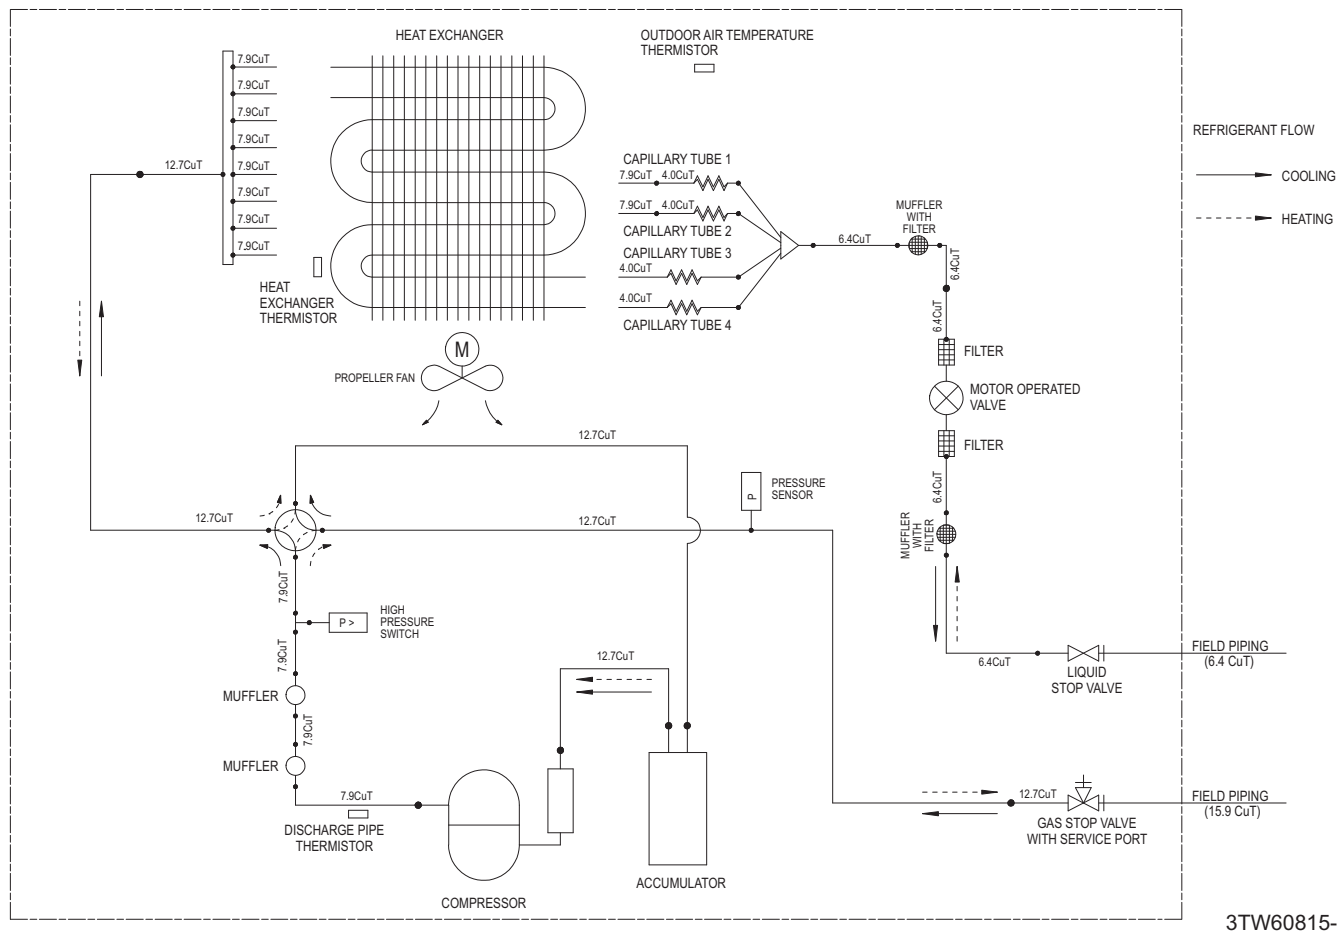 HEAT EXCHANGER
OUTDOOR AIR TEMPERATURE
THERMISTOR
7.9CuT
7.9CuT
7.9CuT
7.9CuT
7.9CuT
7.9CuT
7.9CuT
7.9CuT
12.7CuT
HEAT
EXCHANGER
THERMISTOR
CAPILLARY TUBE 1
7.9CuT 4.0CuT
7.9CuT 4.0CuT
CAPILLARY TUBE 2
CAPILLARY TUBE 3
4.0CuT
4.0CuT
CAPILLARY TUBE 4
6.4CuT
MUFFLER
WITH
FILTER
6.4CuT
6.4CuT
FILTER
MOTOR OPERATED
VALVE
FILTER
6.4CuT
MUFFLER
WITH
FILTER
REFRIGERANT FLOW
COOLING
HEATING
M
PROPELLER FAN
12.7CuT
12.7CuT
12.7CuT
P
PRESSURE
SENSOR
7.9CuT
P >
HIGH
PRESSURE
SWITCH
7.9CuT
MUFFLER
7.9CuT
MUFFLER
7.9CuT
DISCHARGE PIPE
THERMISTOR
COMPRESSOR
12.7CuT
ACCUMULATOR
6.4CuT
LIQUID
STOP VALVE
FIELD PIPING
(6.4 CuT)
12.7CuT
GAS STOP VALVE
WITH SERVICE PORT
FIELD PIPING
(15.9 CuT)
3TW60815-